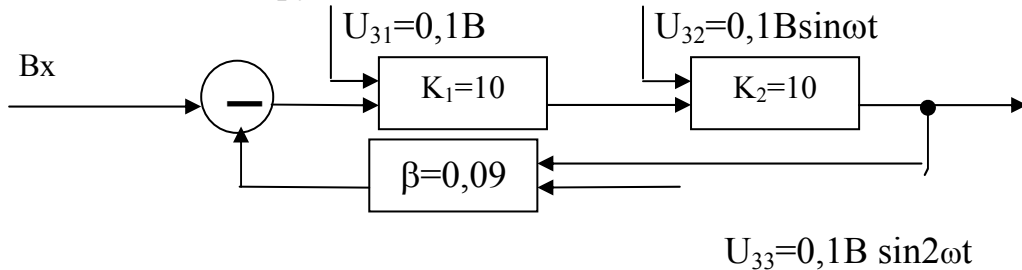 U₃₁=0,1В
U₃₂=0,1Вsinωt
Вх
K₁=10
K₂=10
β=0,09
U₃₃=0,1В sin2ωt